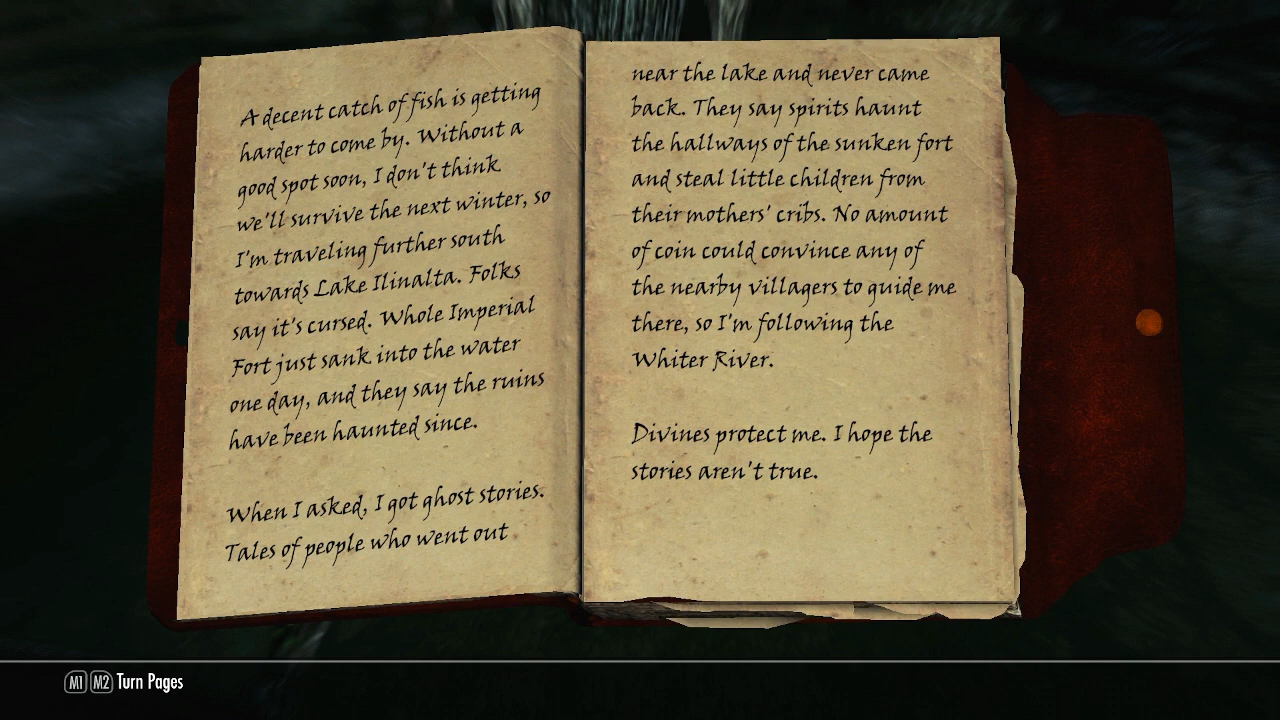 A decent catch of fish is getting
harder to come by. Without a
good spot soon, I don't think
we'll survive the next winter, so
I'm traveling further south
towards Lake Ilinalta. Folks
say it's cursed. Whole Imperial
Fort just sank into the water
one day, and they say the ruins
have been haunted since.
When I asked, I got ghost stories.
Tales of people who went out
near the lake and never came
back. They say spirits haunt
the hallways of the sunken fort
and steal little children from
their mothers' cribs. No amount
of coin could convince any of
the nearby villagers to guide me
there, so I'm following the
Whiter River.
Divines protect me. I hope the
stories aren't true.
M1 M2 Turn Pages